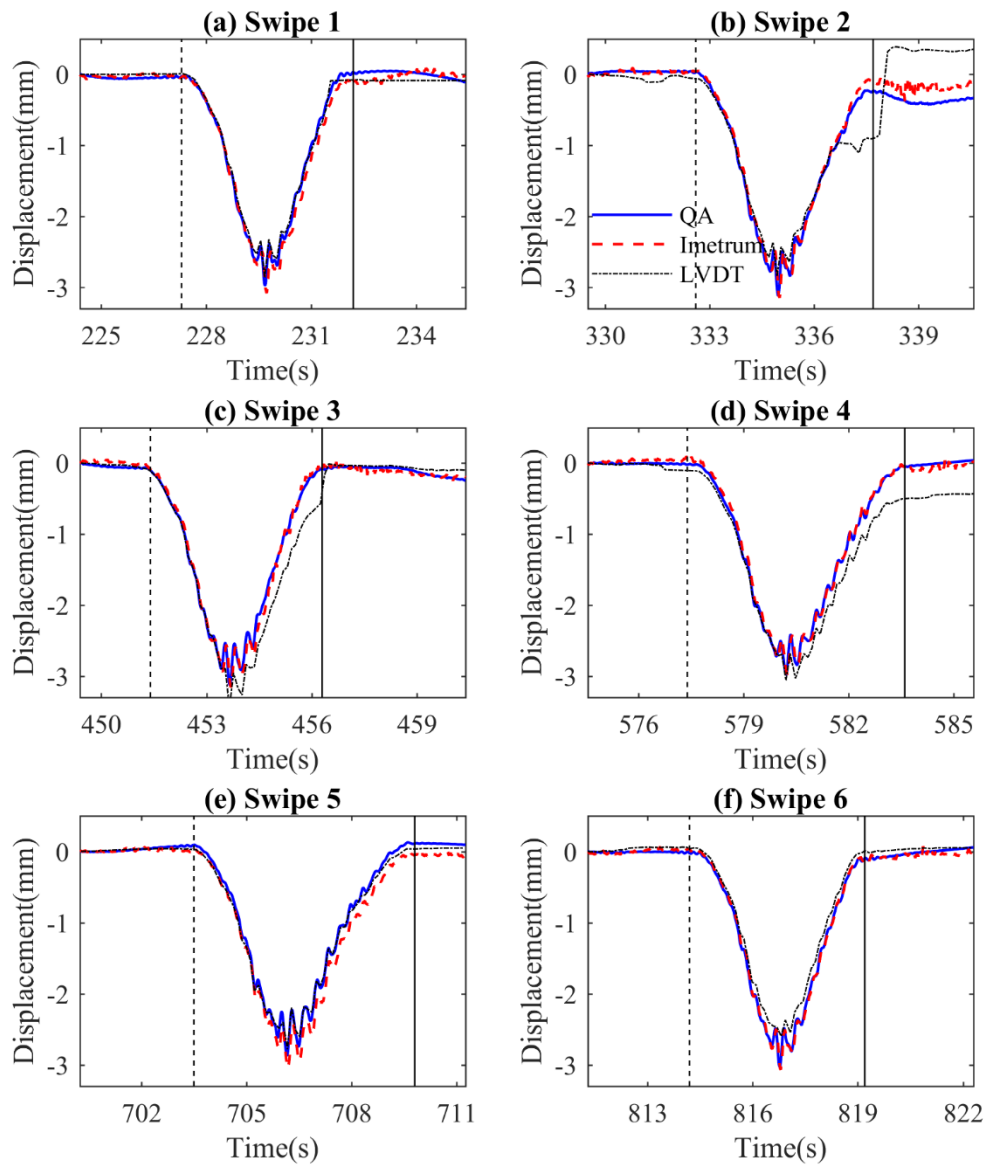 (a) Swipe 1
0
-1
-2
-3
Displacement(mm)
225
228
231
234
Time(s)
(b) Swipe 2
0
-1
-2
-3
Displacement(mm)
QA
Imetrum
LVDT
330
333
336
339
Time(s)
(c) Swipe 3
0
-1
-2
-3
Displacement(mm)
450
453
456
459
Time(s)
(d) Swipe 4
0
-1
-2
-3
Displacement(mm)
576
579
582
585
Time(s)
(e) Swipe 5
0
-1
-2
-3
Displacement(mm)
702
705
708
711
Time(s)
(f) Swipe 6
0
-1
-2
-3
Displacement(mm)
813
816
819
822
Time(s)